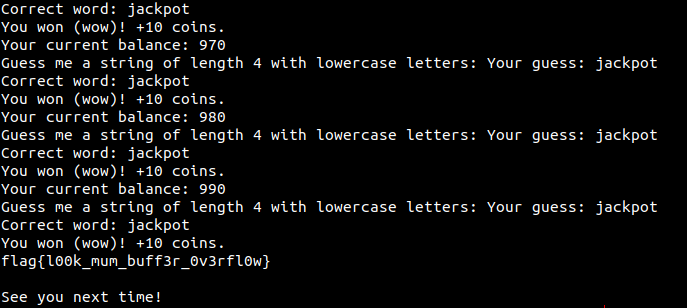 Correct word: jackpot
You won (wow)! +10 coins.
Your current balance: 970
Guess me a string of length 4 with lowercase letters: Your guess: jackpot
Correct word: jackpot
You won (wow)! +10 coins.
Your current balance: 980
Guess me a string of length 4 with lowercase letters: Your guess: jackpot
Correct word: jackpot
You won (wow)! +10 coins.
Your current balance: 990
Guess me a string of length 4 with lowercase letters: Your guess: jackpot
Correct word: jackpot
You won (wow)! +10 coins.
flag{l00k_mum_buff3r_0v3rfl0w}
See you next time!